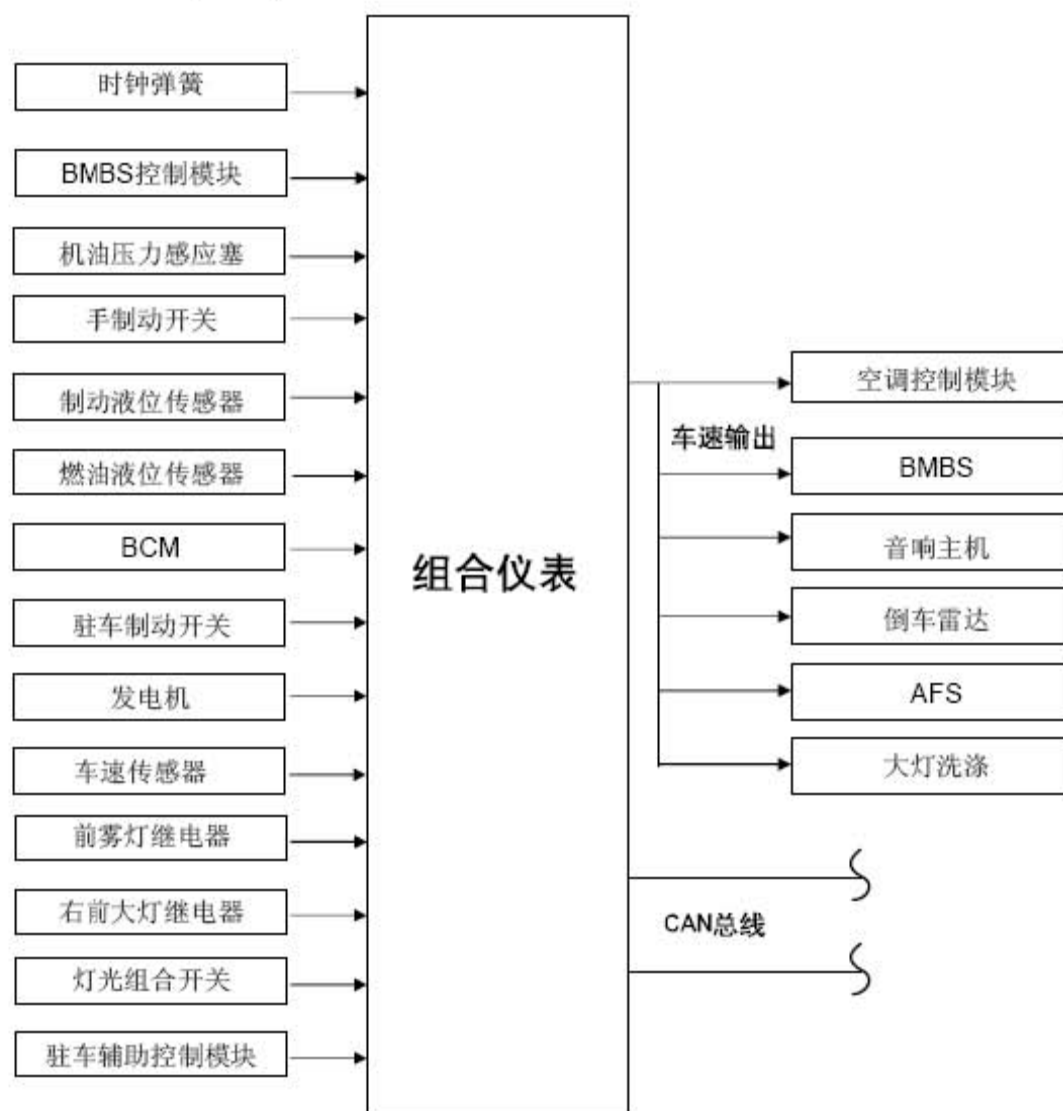 时钟弹簧
BMBS控制模块
机油压力感应塞
手制动开关
制动液位传感器
燃油液位传感器
BCM
驻车制动开关
发电机
车速传感器
前雾灯继电器
右前大灯继电器
灯光组合开关
驻车辅助控制模块
组合仪表
车速输出
空调控制模块
BMBS
音响主机
倒车雷达
AFS
大灯洗涤
CAN总线